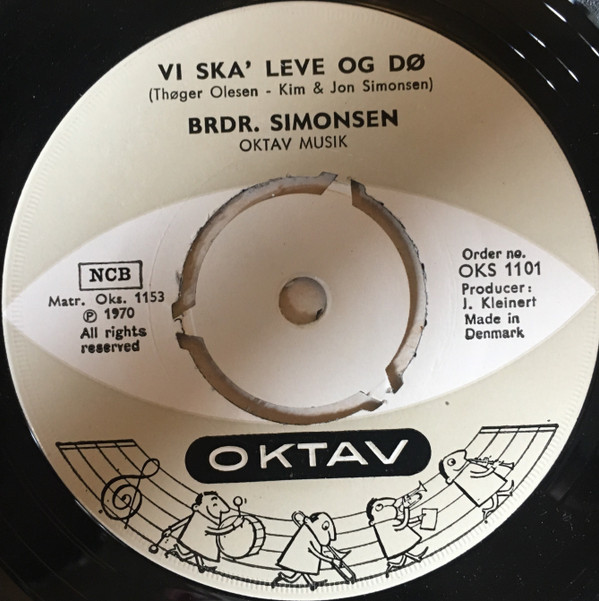 VI SKA' LEVE OG DØ
(Thøger Olesen - Kim & Jon Simonsen)
BRDR. SIMONSEN
OKTAV MUSIK
NCB
Matr. Oks. 1153
Ⓟ 1970
All rights
reserved
Order no.
OKS 1101
Producer:
J. Kleinert
Made in
Denmark
OKTAV